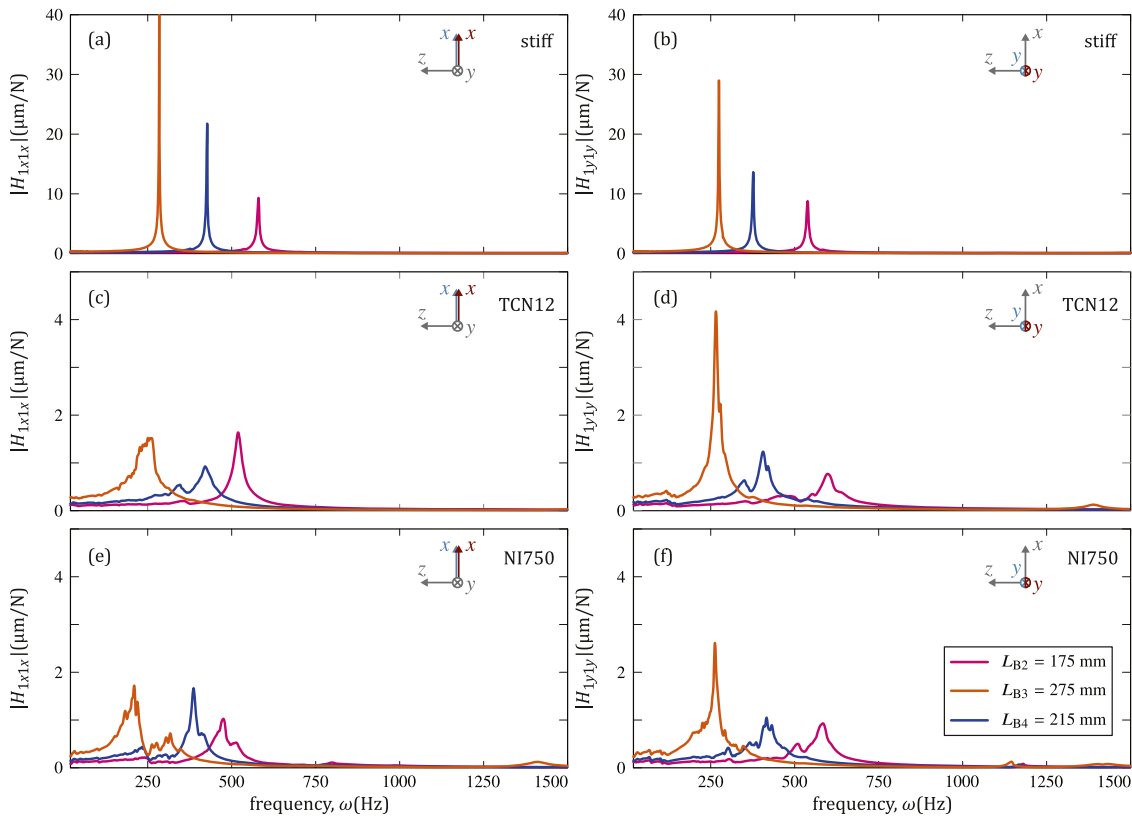 (a) stiff
x x
z y
|H1x1x|(μm/N)
40
30
20
10
0
(b) stiff
x
y
z y
|H1y1y|(μm/N)
40
30
20
10
0
(c) TCN12
x x
z y
|H1x1x|(μm/N)
4
2
0
(d) TCN12
x
y
z y
|H1y1y|(μm/N)
4
2
0
(e) NI750
x x
z y
|H1x1x|(μm/N)
4
2
0
250 500 750 1000 1250 1500
frequency, ω(Hz)
(f) NI750
x
y
z y
|H1y1y|(μm/N)
4
2
0
LB2 = 175 mm
LB3 = 275 mm
LB4 = 215 mm
250 500 750 1000 1250 1500
frequency, ω(Hz)